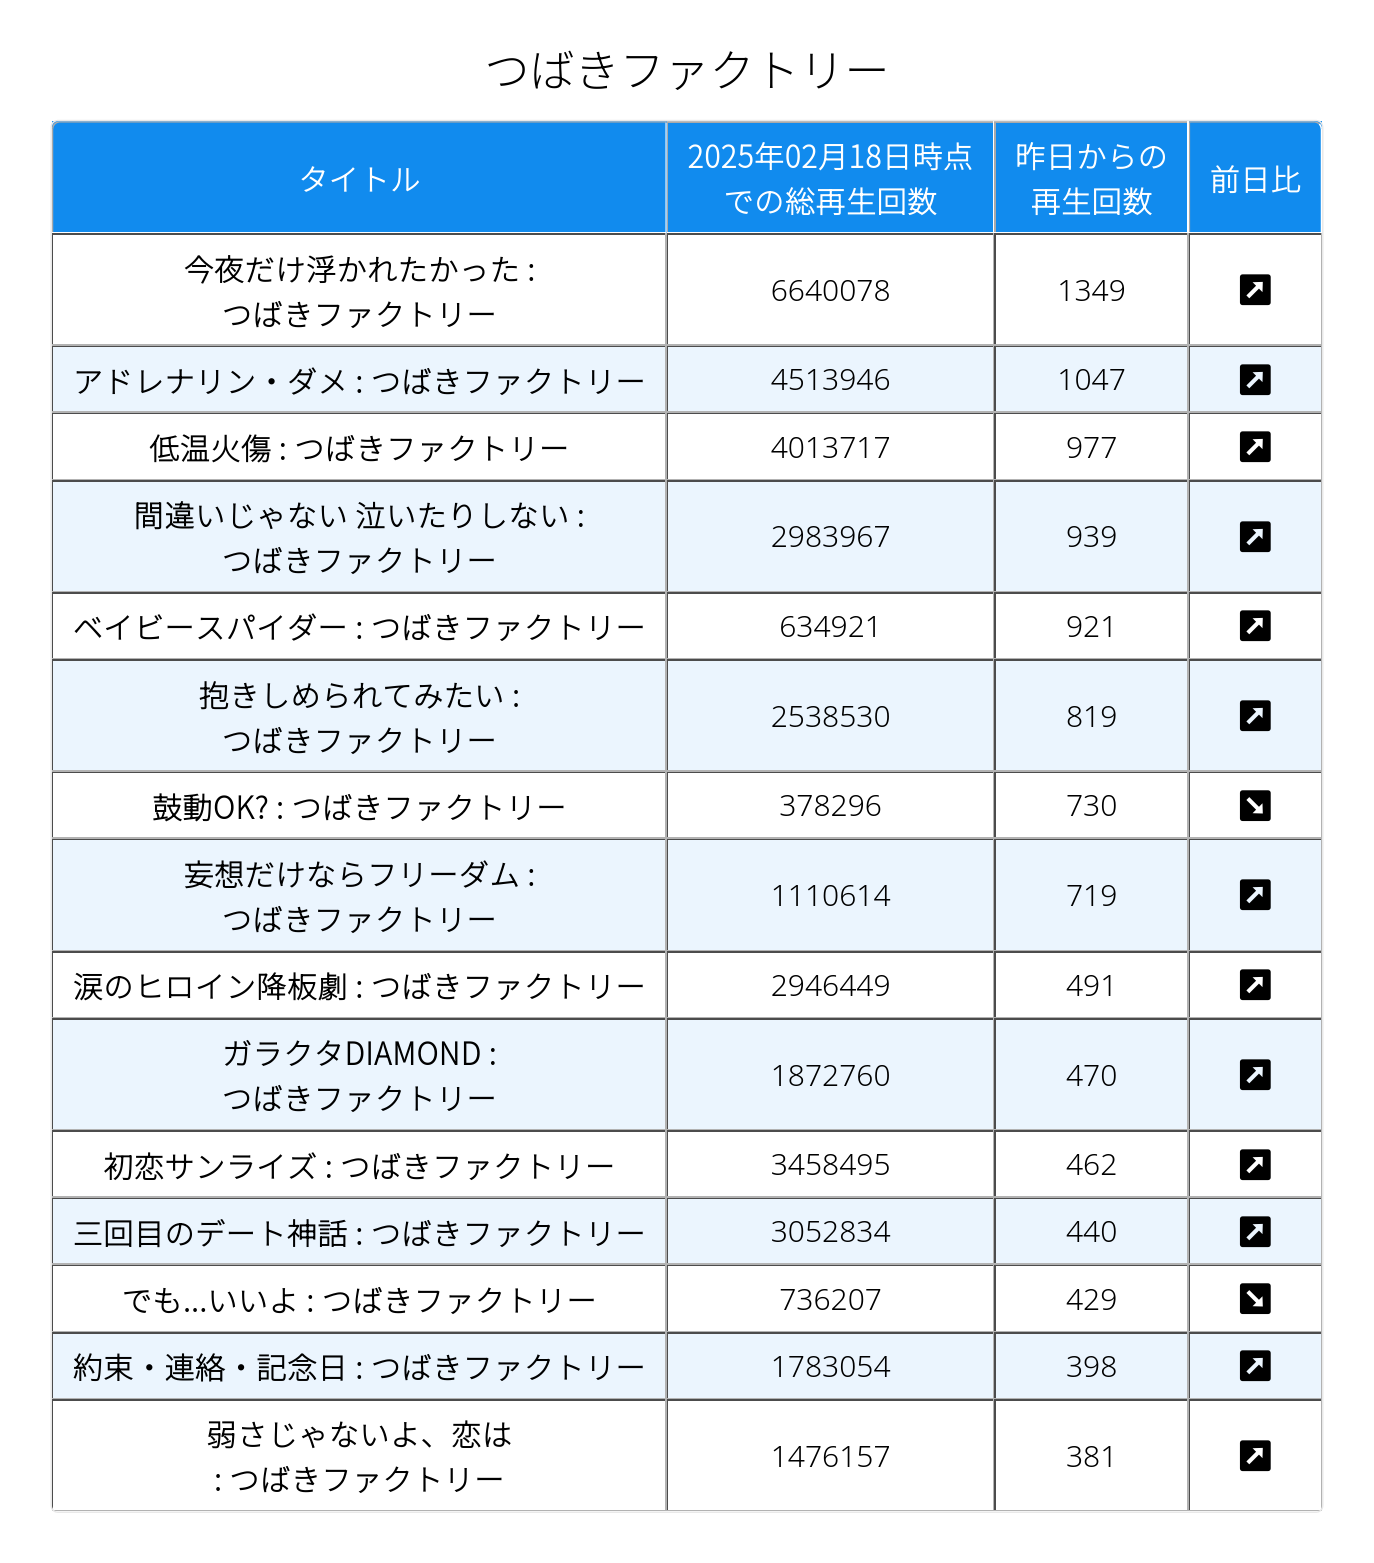 つばきファクトリー
タイトル
2025年02月18日時点
での総再生回数
昨日からの
再生回数
前日比
今夜だけ浮かれたかった :
つばきファクトリー
6640078
1349
アドレナリン・ダメ : つばきファクトリー
4513946
1047
低温火傷 : つばきファクトリー
4013717
977
間違いじゃない 泣いたりしない :
つばきファクトリー
2983967
939
ベイビースパイダー : つばきファクトリー
634921
921
抱きしめられてみたい :
つばきファクトリー
2538530
819
鼓動OK? : つばきファクトリー
378296
730
妄想だけならフリーダム :
つばきファクトリー
1110614
719
涙のヒロイン降板劇 : つばきファクトリー
2946449
491
ガラクタDIAMOND :
つばきファクトリー
1872760
470
初恋サンライズ : つばきファクトリー
3458495
462
三回目のデート神話 : つばきファクトリー
3052834
440
でも...いいよ : つばきファクトリー
736207
429
約束・連絡・記念日 : つばきファクトリー
1783054
398
弱さじゃないよ、恋は
: つばきファクトリー
1476157
381